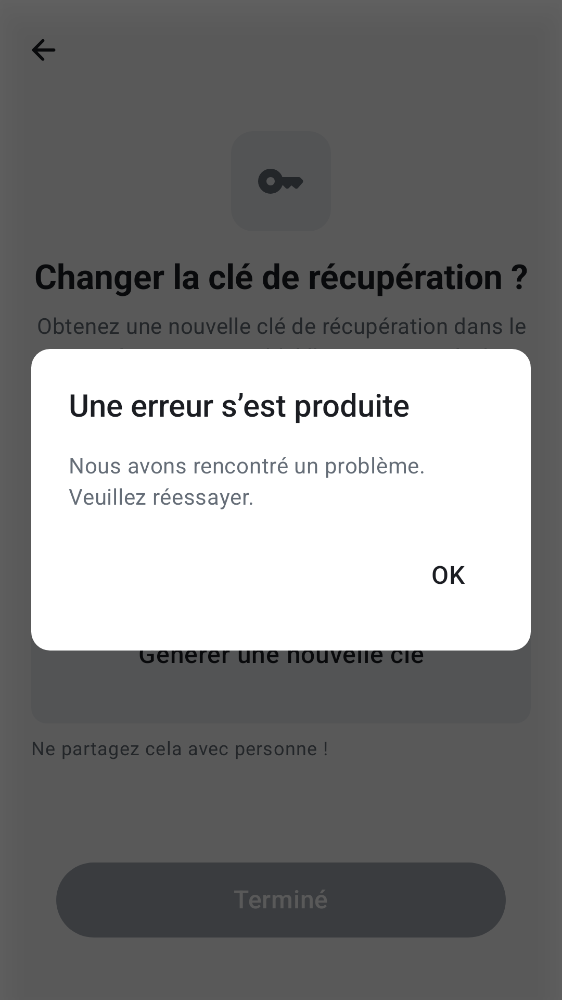 Changer la clé de récupération ?
Obtenez une nouvelle clé de récupération dans le
Une erreur s’est produite
Nous avons rencontré un problème.
Veuillez réessayer.
OK
Générer une nouvelle clé
Ne partagez cela avec personne !
Terminé